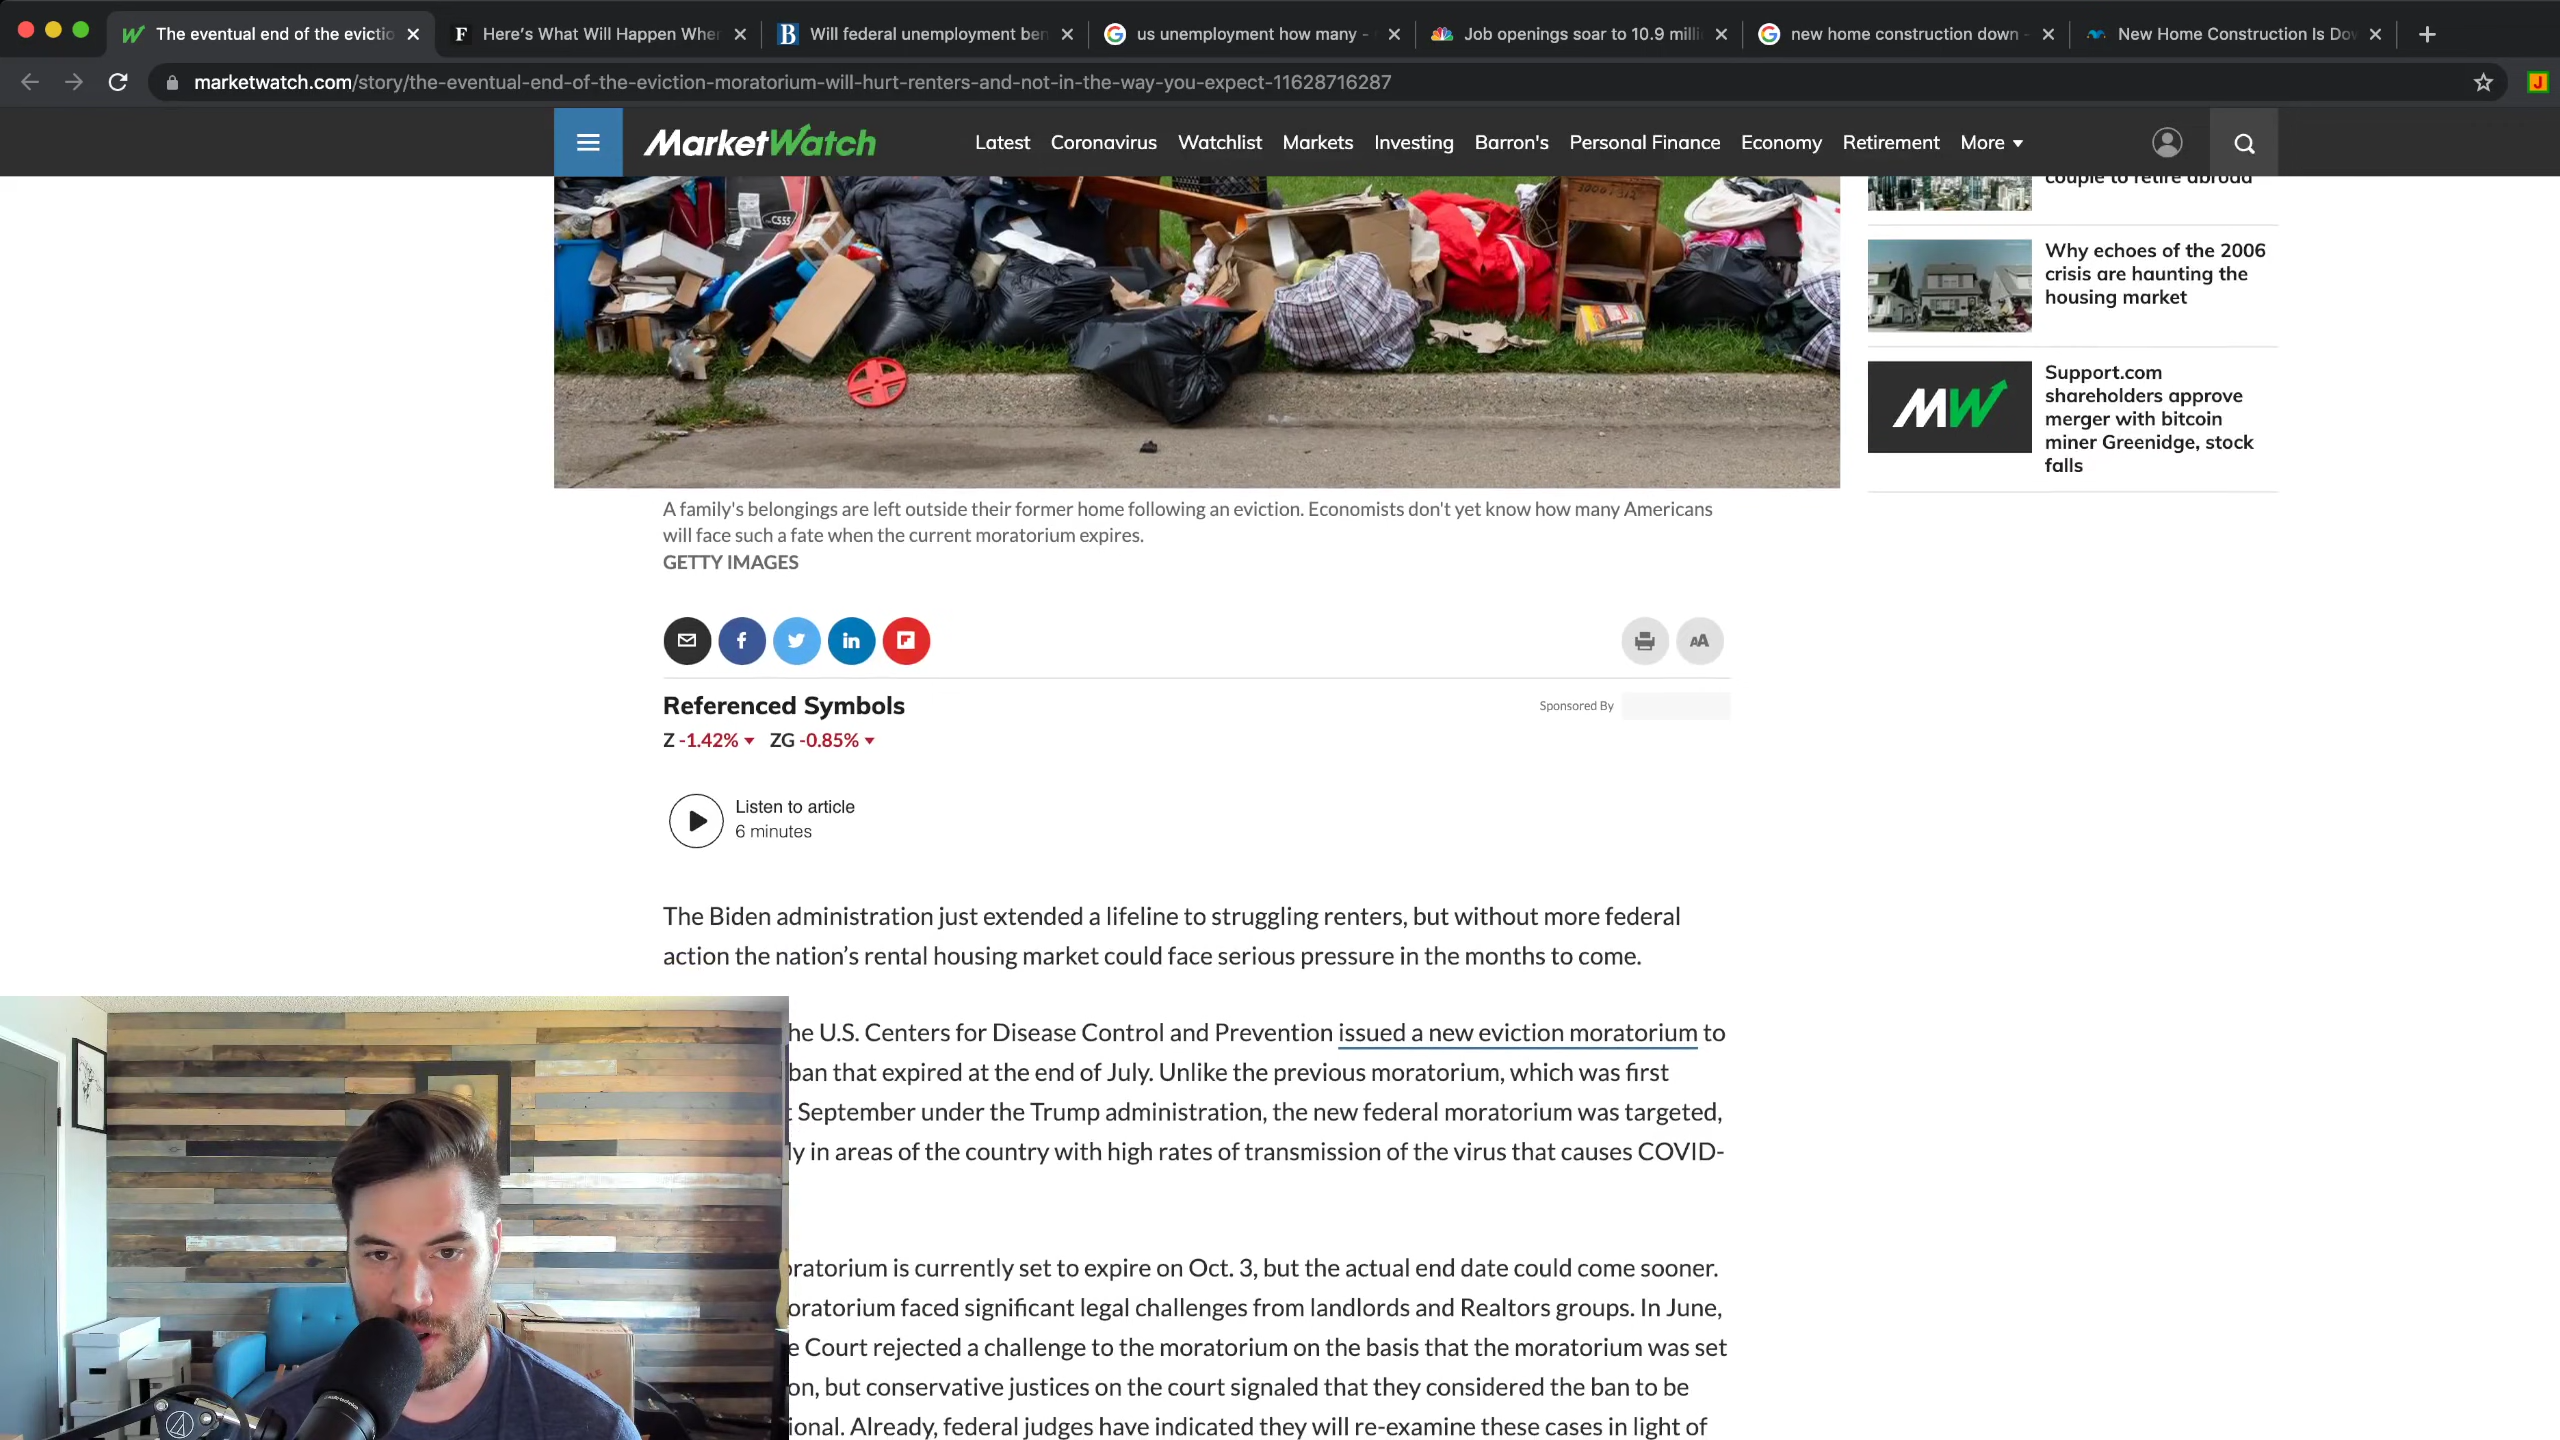 The eventual end of the evictio
Here's What Will Happen When
Will federal unemployment ben
us unemployment how many -
Job openings soar to 10.9 milli
new home construction down -
New Home Construction Is Dow
marketwatch.com/story/the-eventual-end-of-the-eviction-moratorium-will-hurt-renters-and-not-in-the-way-you-expect-11628716287
MarketWatch
Latest Coronavirus Watchlist Markets Investing Barron's Personal Finance Economy Retirement More
couple to retire abroad
Why echoes of the 2006
crisis are haunting the
housing market
MW
Support.com
shareholders approve
merger with bitcoin
miner Greenidge, stock
falls
A family's belongings are left outside their former home following an eviction. Economists don't yet know how many Americans
will face such a fate when the current moratorium expires.
GETTY IMAGES
Referenced Symbols
Sponsored By
Z -1.42% ZG -0.85%
Listen to article
6 minutes
The Biden administration just extended a lifeline to struggling renters, but without more federal
action the nation’s rental housing market could face serious pressure in the months to come.
he U.S. Centers for Disease Control and Prevention issued a new eviction moratorium to
ban that expired at the end of July. Unlike the previous moratorium, which was first
September under the Trump administration, the new federal moratorium was targeted,
ly in areas of the country with high rates of transmission of the virus that causes COVID-
oratorium is currently set to expire on Oct. 3, but the actual end date could come sooner.
oratorium faced significant legal challenges from landlords and Realtors groups. In June,
e Court rejected a challenge to the moratorium on the basis that the moratorium was set
on, but conservative justices on the court signaled that they considered the ban to be
ional. Already, federal judges have indicated they will re-examine these cases in light of